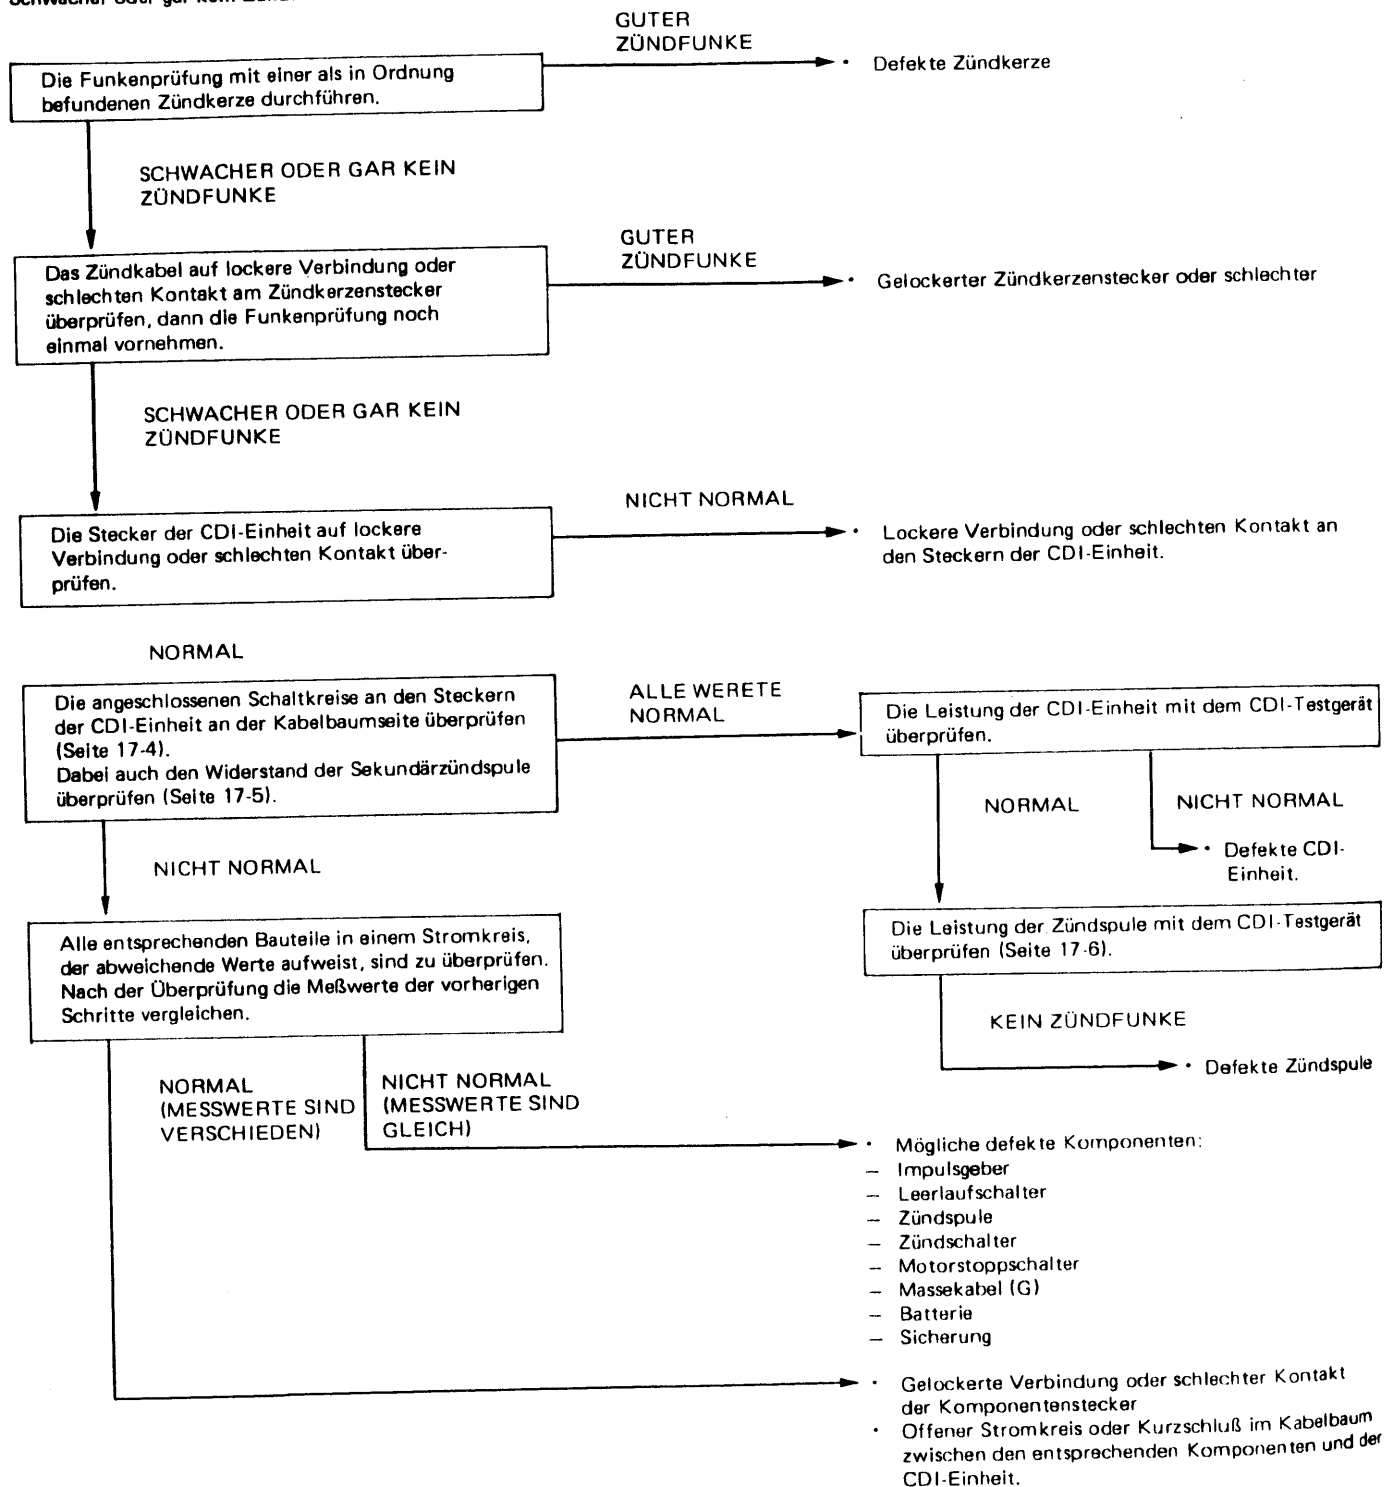 Schwacher oder gar kein
GUTER
ZÜNDFUNKE
Die Funkenprüfung mit einer als in Ordnung
befundenen Zündkerze durchführen.
• Defekte Zündkerze
SCHWACHER ODER GAR KEIN
ZÜNDFUNKE
GUTER
ZÜNDFUNKE
Das Zündkabel auf lockere Verbindung oder
schlechten Kontakt am Zündkerzenstecker
überprüfen, dann die Funkenprüfung noch
einmal vornehmen.
• Gelockerter Zündkerzenstecker oder schlechter
SCHWACHER ODER GAR KEIN
ZÜNDFUNKE
NICHT NORMAL
Die Stecker der CDI-Einheit auf lockere
Verbindung oder schlechten Kontakt über-
prüfen.
• Lockere Verbindung oder schlechten Kontakt an
den Steckern der CDI-Einheit.
NORMAL
Die angeschlossenen Schaltkreise an den Steckern
der CDI-Einheit an der Kabelbaumseite überprüfen
(Seite 17-4).
Dabei auch den Widerstand der Sekundärzündspule
überprüfen (Seite 17-5).
ALLE WERETE
NORMAL
Die Leistung der CDI-Einheit mit dem CDI-Testgerät
überprüfen.
NORMAL
NICHT NORMAL
• Defekte CDI-
Einheit.
NICHT NORMAL
Die Leistung der Zündspule mit dem CDI-Testgerät
überprüfen (Seite 17-6).
Alle entsprechenden Bauteile in einem Stromkreis,
der abweichende Werte aufweist, sind zu überprüfen.
Nach der Überprüfung die Meßwerte der vorherigen
Schritte vergleichen.
KEIN ZÜNDFUNKE
• Defekte Zündspule
NORMAL
(MESSWERTE SIND
VERSCHIEDEN)
NICHT NORMAL
(MESSWERTE SIND
GLEICH)
• Mögliche defekte Komponenten:
– Impulsgeber
– Leerlaufschalter
– Zündspule
– Zündschalter
– Motorstoppschalter
– Massekabel (G)
– Batterie
– Sicherung
• Gelockerte Verbindung oder schlechter Kontakt
der Komponentenstecker
• Offener Stromkreis oder Kurzschluß im Kabelbaum
zwischen den entsprechenden Komponenten und der
CDI-Einheit.